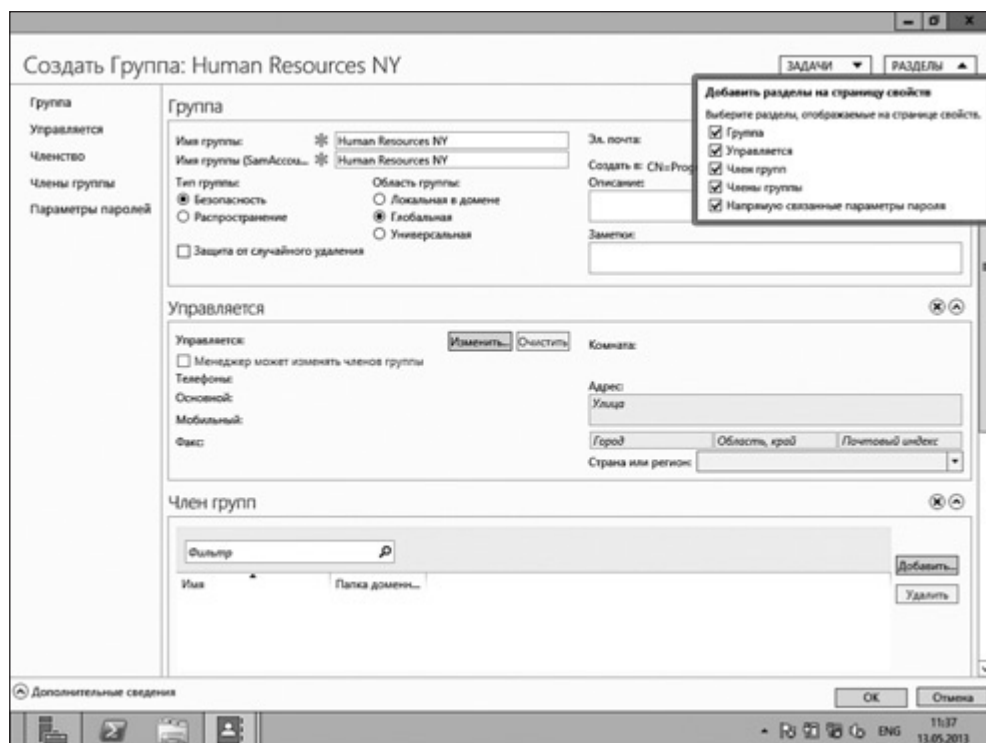 Создать Группа: Human Resources NY
ЗАДАЧИ
РАЗДЕЛЫ
Добавить разделы на страницу свойств
Выберите разделы, отображаемые на странице свойств.
Группа
Управляется
Член групп
Члены группы
Напрямую связанные параметры пароля
Группа
Управляется
Членство
Члены группы
Параметры паролей
Группа
Имя группы: Human Resources NY
Имя группы (SamAccou... Human Resources NY
Тип группы:
Безопасность
Распространение
Область группы:
Локальная в домене
Глобальная
Универсальная
Защита от случайного удаления
Эл. почта:
Создать в: CN=Prog
Описание:
Заметки:
Управляется
Управляется:
Изменить...
Очистить
Менеджер может изменять членов группы
Телефоны:
Основной:
Мобильный:
Факс:
Комната:
Адрес:
Улица
Город
Область, край
Почтовый индекс
Страна или регион:
Член групп
Фильтр
Имя
Папка доменн...
Добавить...
Удалить
Дополнительные сведения
OK
Отмена
ENG
11:37
13.05.2013